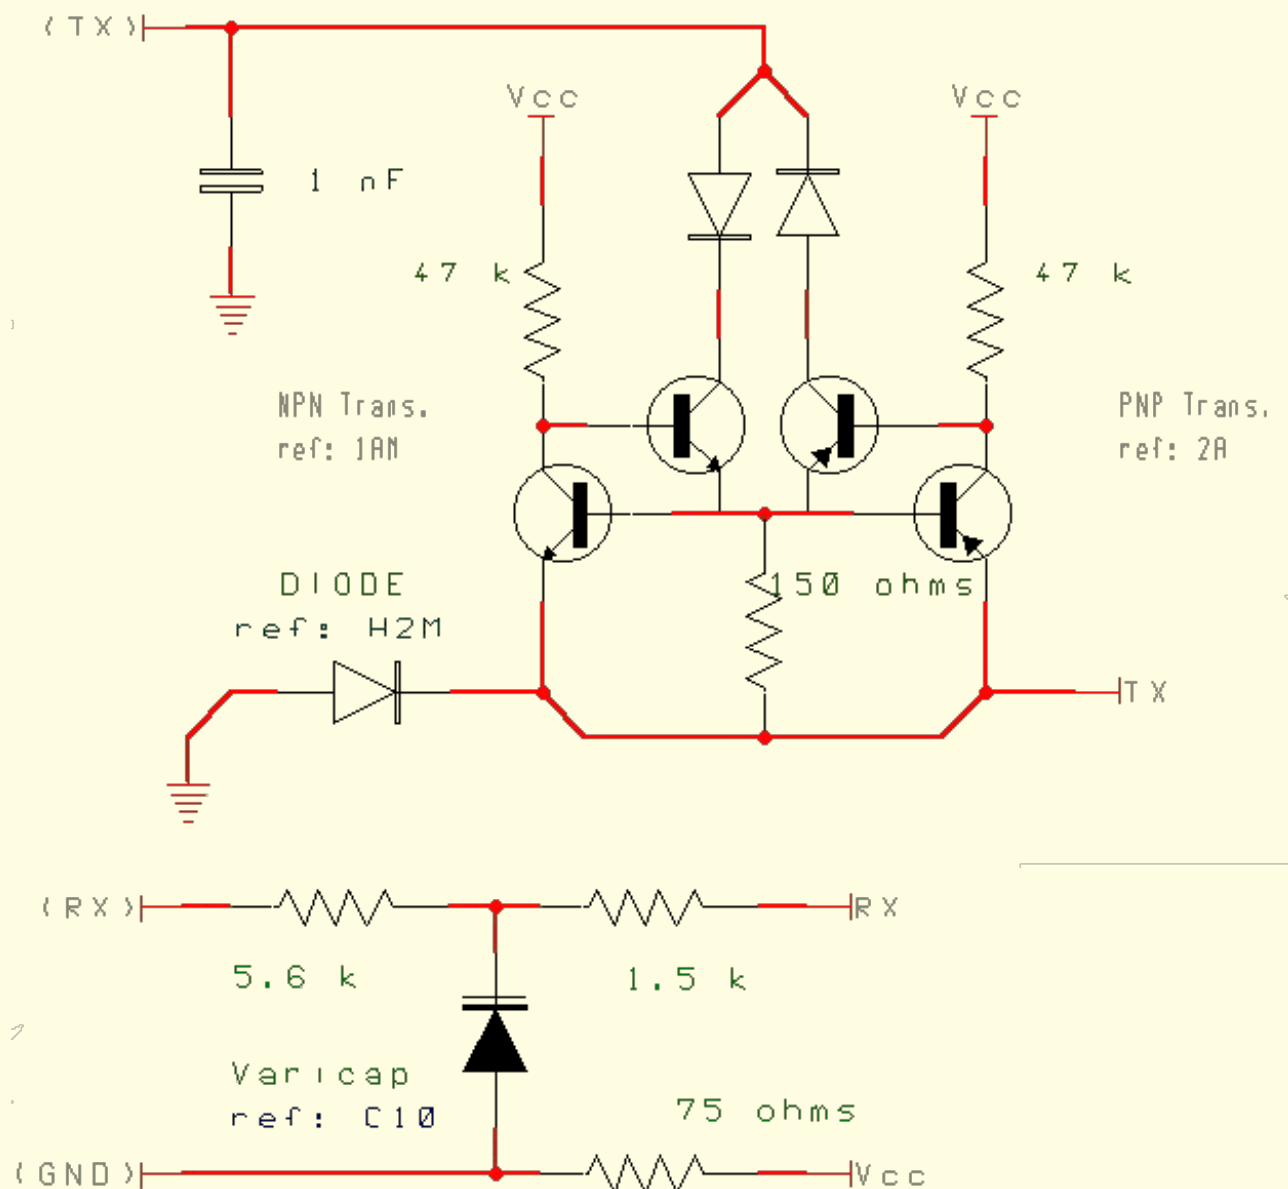 (TX)
Vcc
Vcc
1 nF
47 k
47 k
NPN Trans.
ref: 1AM
PNP Trans.
ref: 2A
150 ohms
DIODE
ref: H2M
TX
(RX)
RX
5.6 k
1.5 k
Varicap
ref: C10
75 ohms
(GND)
Vcc